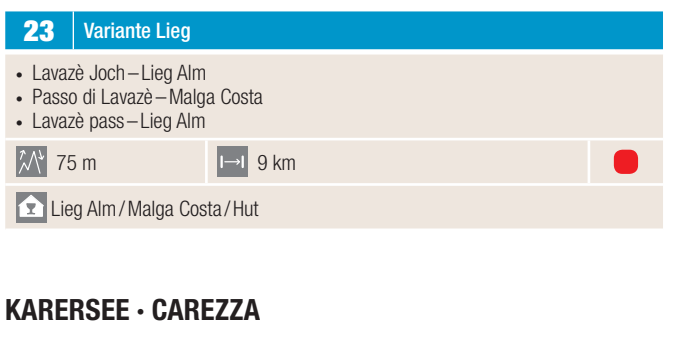 23 Variante Lieg
• Lavazè Joch – Lieg Alm
• Passo di Lavazè – Malga Costa
• Lavazè pass – Lieg Alm
75 m 9 km
Lieg Alm / Malga Costa / Hut
KARERSEE · CAREZZA